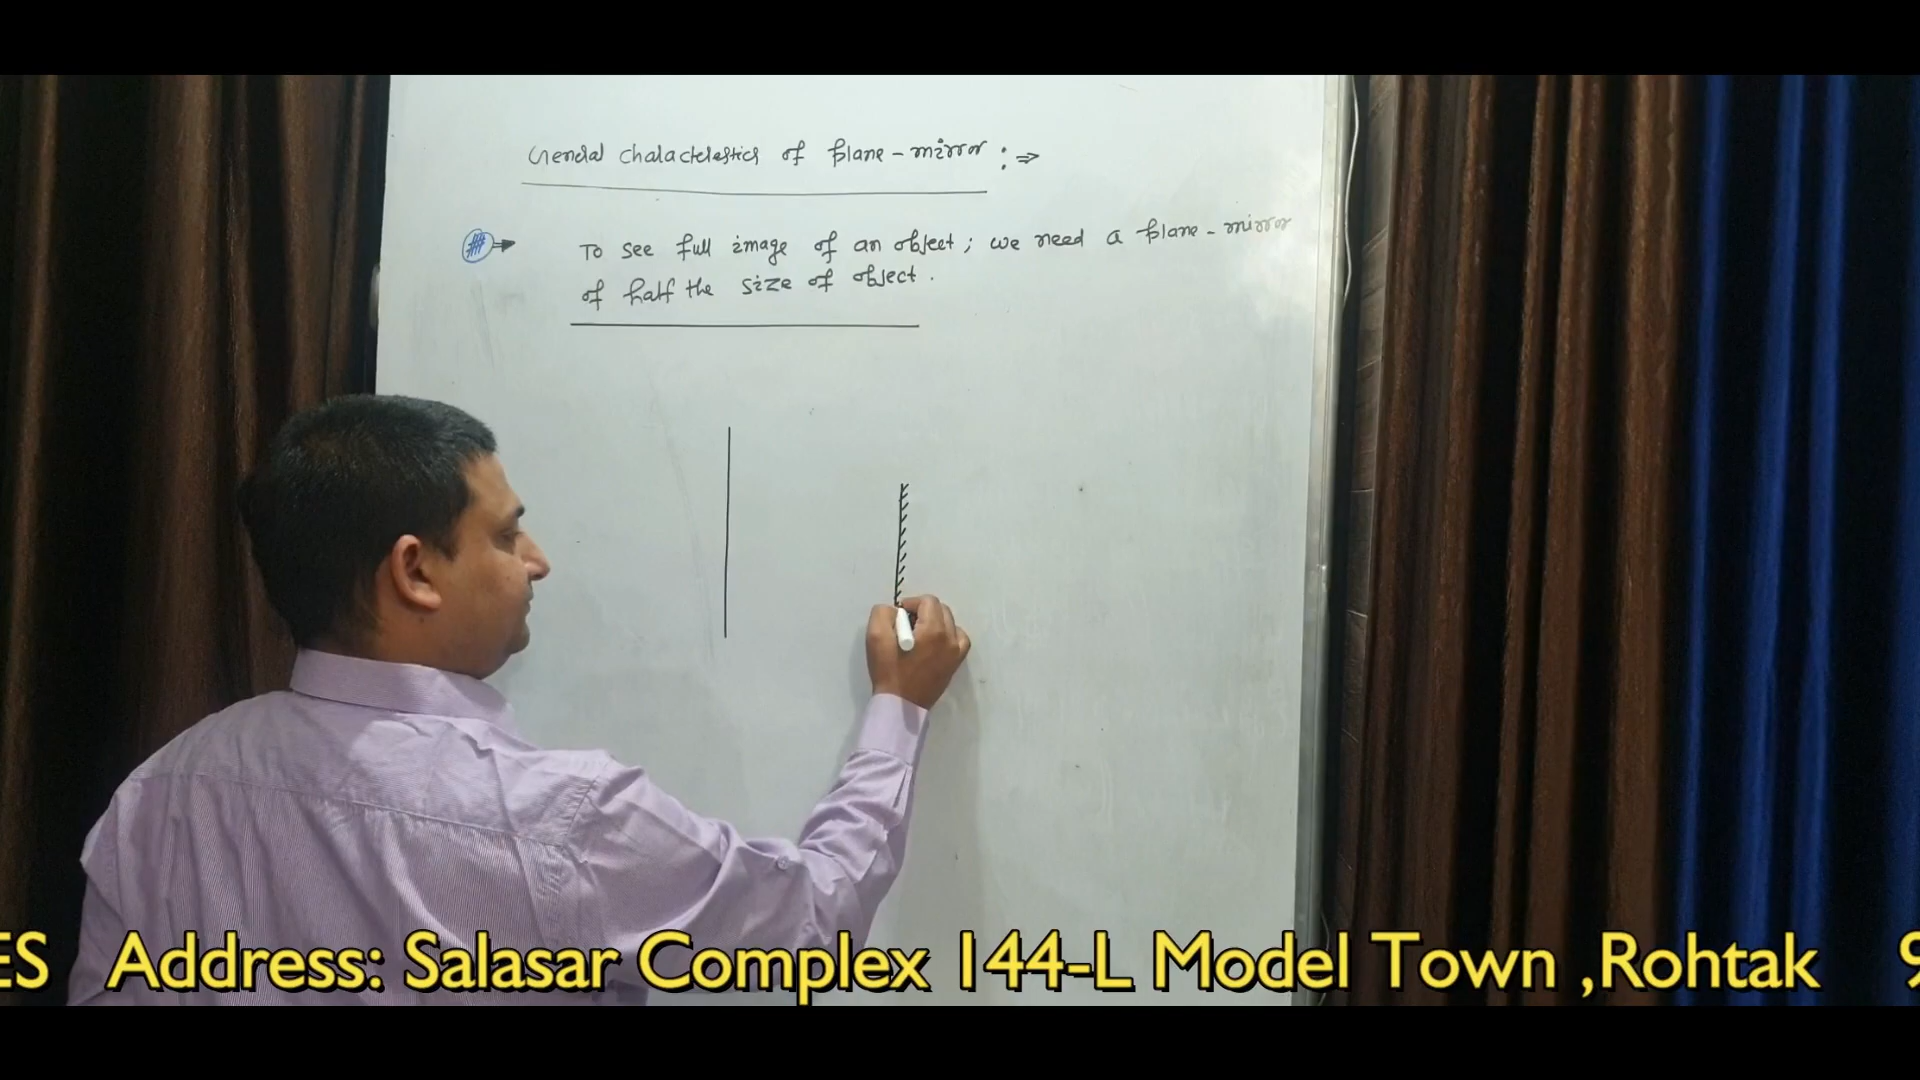 General characteristics of plane-mirror :⇒
To see full image of an object; we need a plane-mirror
of half the size of object.
ES Address: Salasar Complex 144-L Model Town ,Rohtak 9